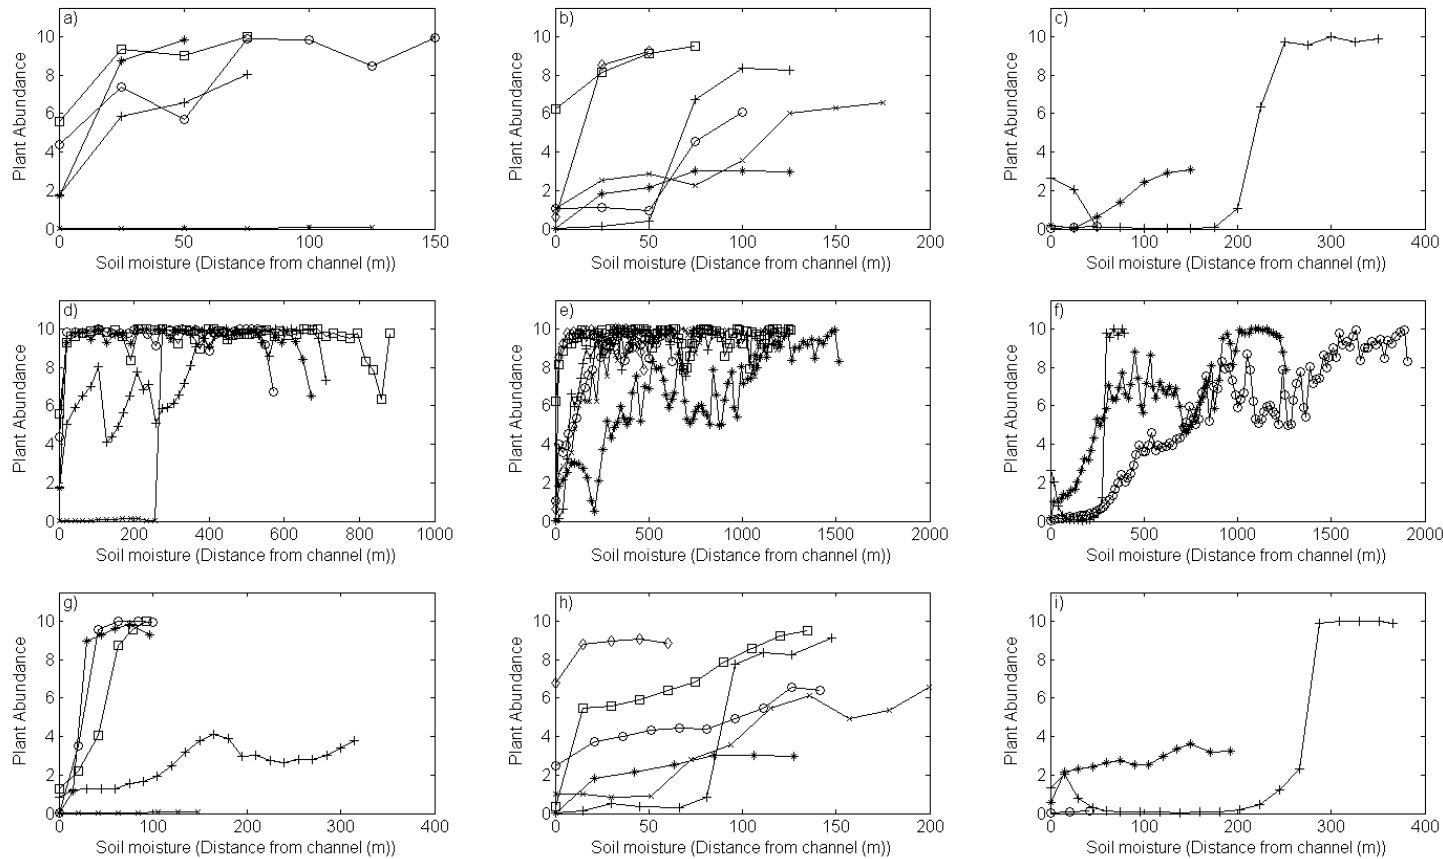 a)
Plant Abundance
10
8
6
4
2
0
0 50 100 150
Soil moisture (Distance from channel (m))
b)
Plant Abundance
10
8
6
4
2
0
0 50 100 150 200
Soil moisture (Distance from channel (m))
c)
Plant Abundance
10
8
6
4
2
0
0 100 200 300 400
Soil moisture (Distance from channel (m))
d)
Plant Abundance
10
8
6
4
2
0
0 200 400 600 800 1000
Soil moisture (Distance from channel (m))
e)
Plant Abundance
10
8
6
4
2
0
0 500 1000 1500 2000
Soil moisture (Distance from channel (m))
f)
Plant Abundance
10
8
6
4
2
0
0 500 1000 1500 2000
Soil moisture (Distance from channel (m))
g)
Plant Abundance
10
8
6
4
2
0
0 100 200 300 400
Soil moisture (Distance from channel (m))
h)
Plant Abundance
10
8
6
4
2
0
0 50 100 150 200
Soil moisture (Distance from channel (m))
i)
Plant Abundance
10
8
6
4
2
0
0 100 200 300 400
Soil moisture (Distance from channel (m))